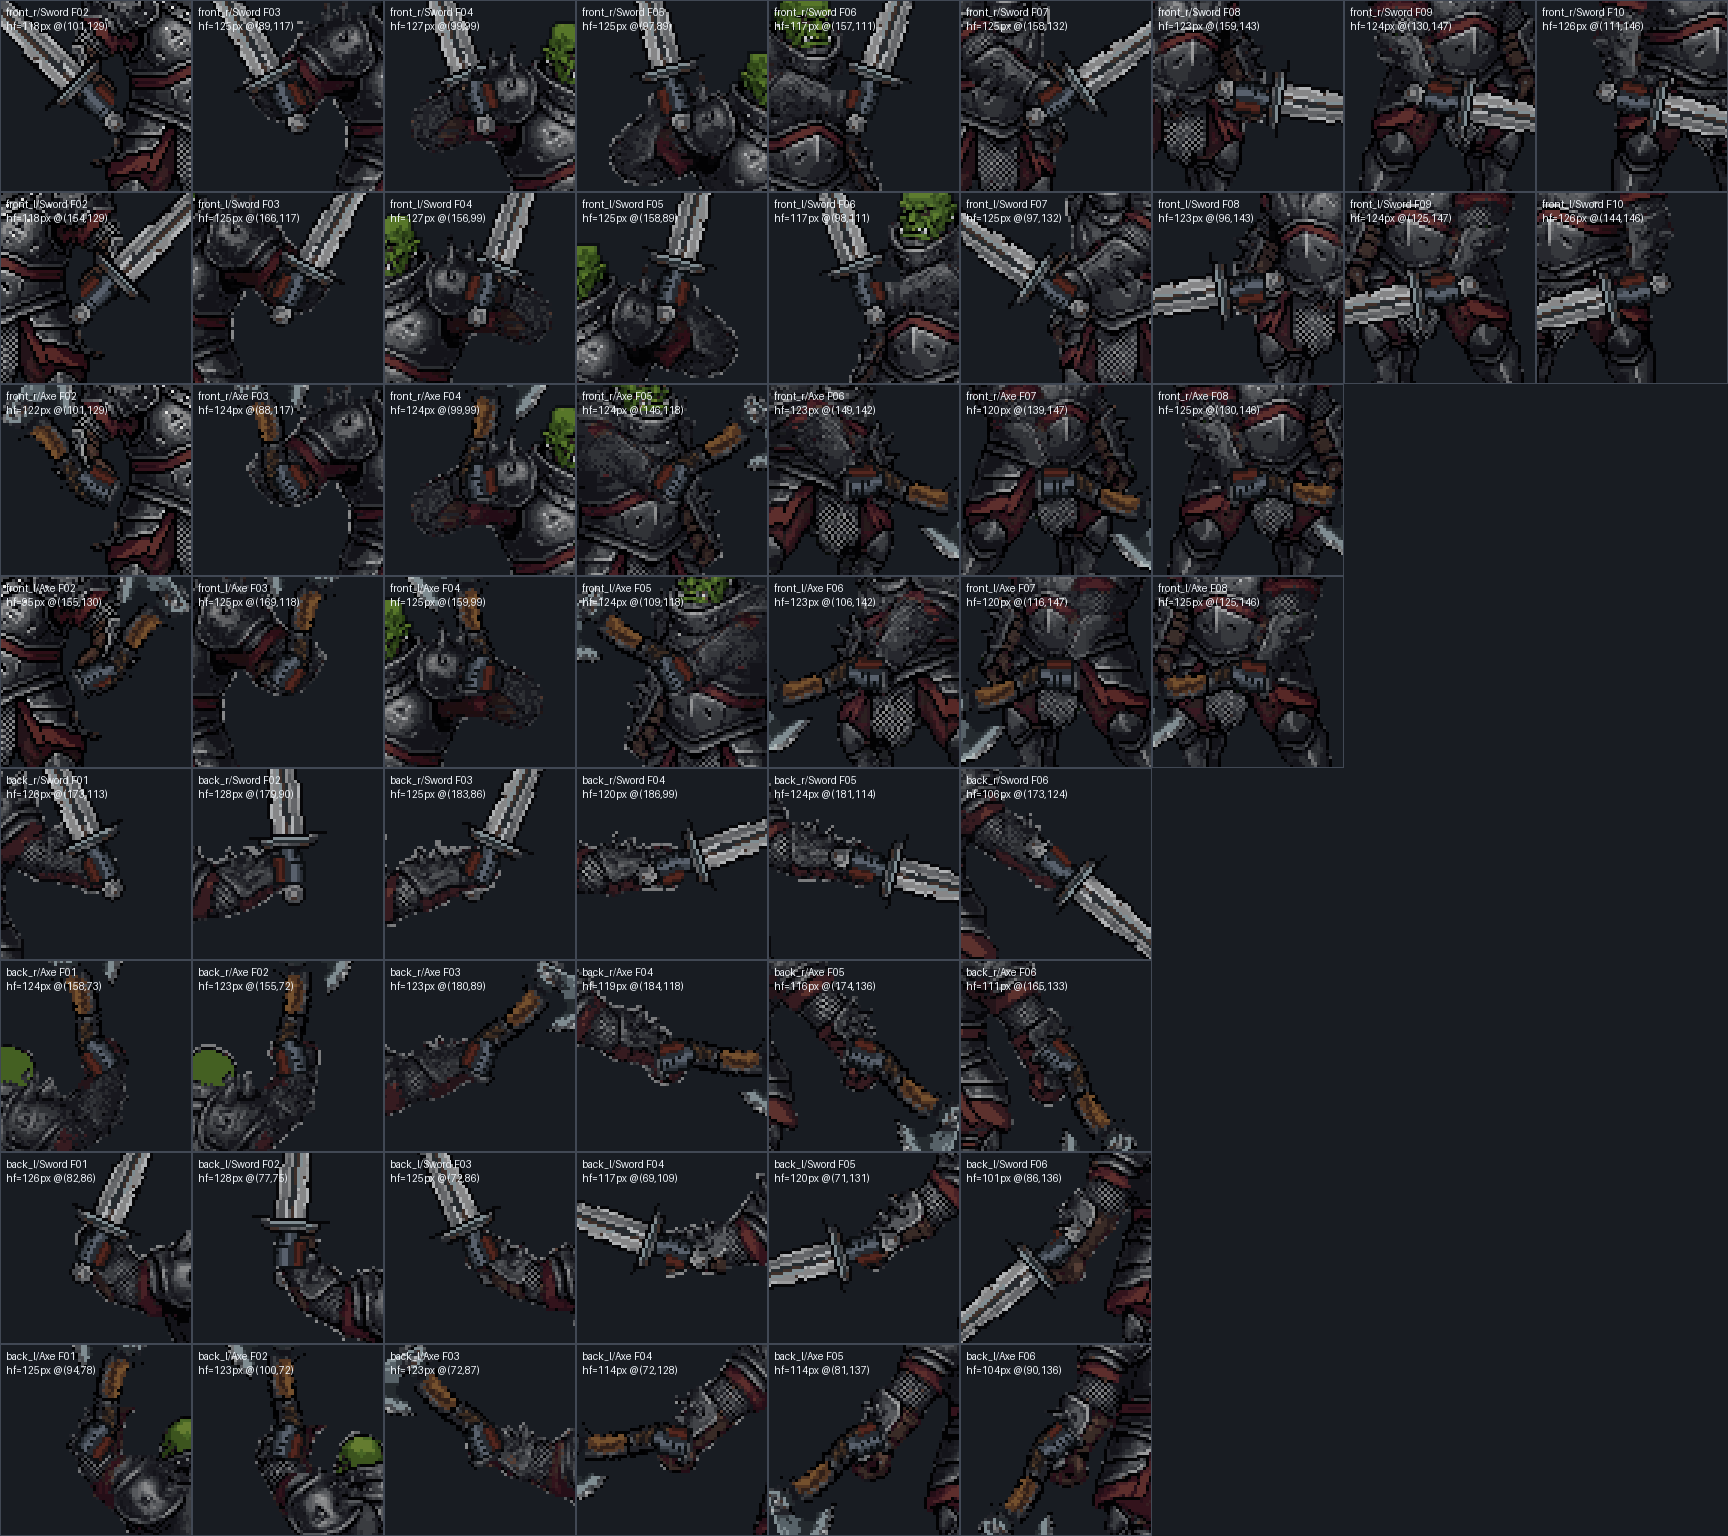 front_r/Sword F02
hf=118px @(101,129)
front_r/Sword F03
hf=125px @(89,117)
front_r/Sword F04
hf=127px @(99,99)
front_r/Sword F05
hf=125px @(97,89)
front_r/Sword F06
hf=117px @(157,111)
front_r/Sword F07
hf=125px @(158,132)
front_r/Sword F08
hf=123px @(159,143)
front_r/Sword F09
hf=124px @(130,147)
front_r/Sword F10
hf=126px @(111,146)
front_l/Sword F02
hf=118px @(154,129)
front_l/Sword F03
hf=125px @(166,117)
front_l/Sword F04
hf=127px @(156,99)
front_l/Sword F05
hf=125px @(158,89)
front_l/Sword F06
hf=117px @(98,111)
front_l/Sword F07
hf=125px @(97,132)
front_l/Sword F08
hf=123px @(96,143)
front_l/Sword F09
hf=124px @(125,147)
front_l/Sword F10
hf=126px @(144,146)
front_r/Axe F02
hf=122px @(101,129)
front_r/Axe F03
hf=124px @(88,117)
front_r/Axe F04
hf=124px @(99,99)
front_r/Axe F05
hf=124px @(146,118)
front_r/Axe F06
hf=123px @(149,142)
front_r/Axe F07
hf=120px @(139,147)
front_r/Axe F08
hf=125px @(130,146)
front_l/Axe F02
hf=95px @(155,130)
front_l/Axe F03
hf=125px @(169,118)
front_l/Axe F04
hf=125px @(159,99)
front_l/Axe F05
hf=124px @(109,118)
front_l/Axe F06
hf=123px @(106,142)
front_l/Axe F07
hf=120px @(116,147)
front_l/Axe F08
hf=125px @(125,146)
back_r/Sword F01
hf=126px @(173,113)
back_r/Sword F02
hf=128px @(179,90)
back_r/Sword F03
hf=125px @(183,86)
back_r/Sword F04
hf=120px @(186,99)
back_r/Sword F05
hf=124px @(181,114)
back_r/Sword F06
hf=106px @(173,124)
back_r/Axe F01
hf=124px @(158,73)
back_r/Axe F02
hf=123px @(155,72)
back_r/Axe F03
hf=123px @(180,89)
back_r/Axe F04
hf=119px @(184,118)
back_r/Axe F05
hf=116px @(174,136)
back_r/Axe F06
hf=111px @(165,133)
back_l/Sword F01
hf=126px @(82,86)
back_l/Sword F02
hf=128px @(77,75)
back_l/Sword F03
hf=125px @(72,86)
back_l/Sword F04
hf=117px @(69,109)
back_l/Sword F05
hf=120px @(71,131)
back_l/Sword F06
hf=101px @(86,136)
back_l/Axe F01
hf=125px @(94,78)
back_l/Axe F02
hf=123px @(100,72)
back_l/Axe F03
hf=123px @(72,87)
back_l/Axe F04
hf=114px @(72,128)
back_l/Axe F05
hf=114px @(81,137)
back_l/Axe F06
hf=104px @(90,136)